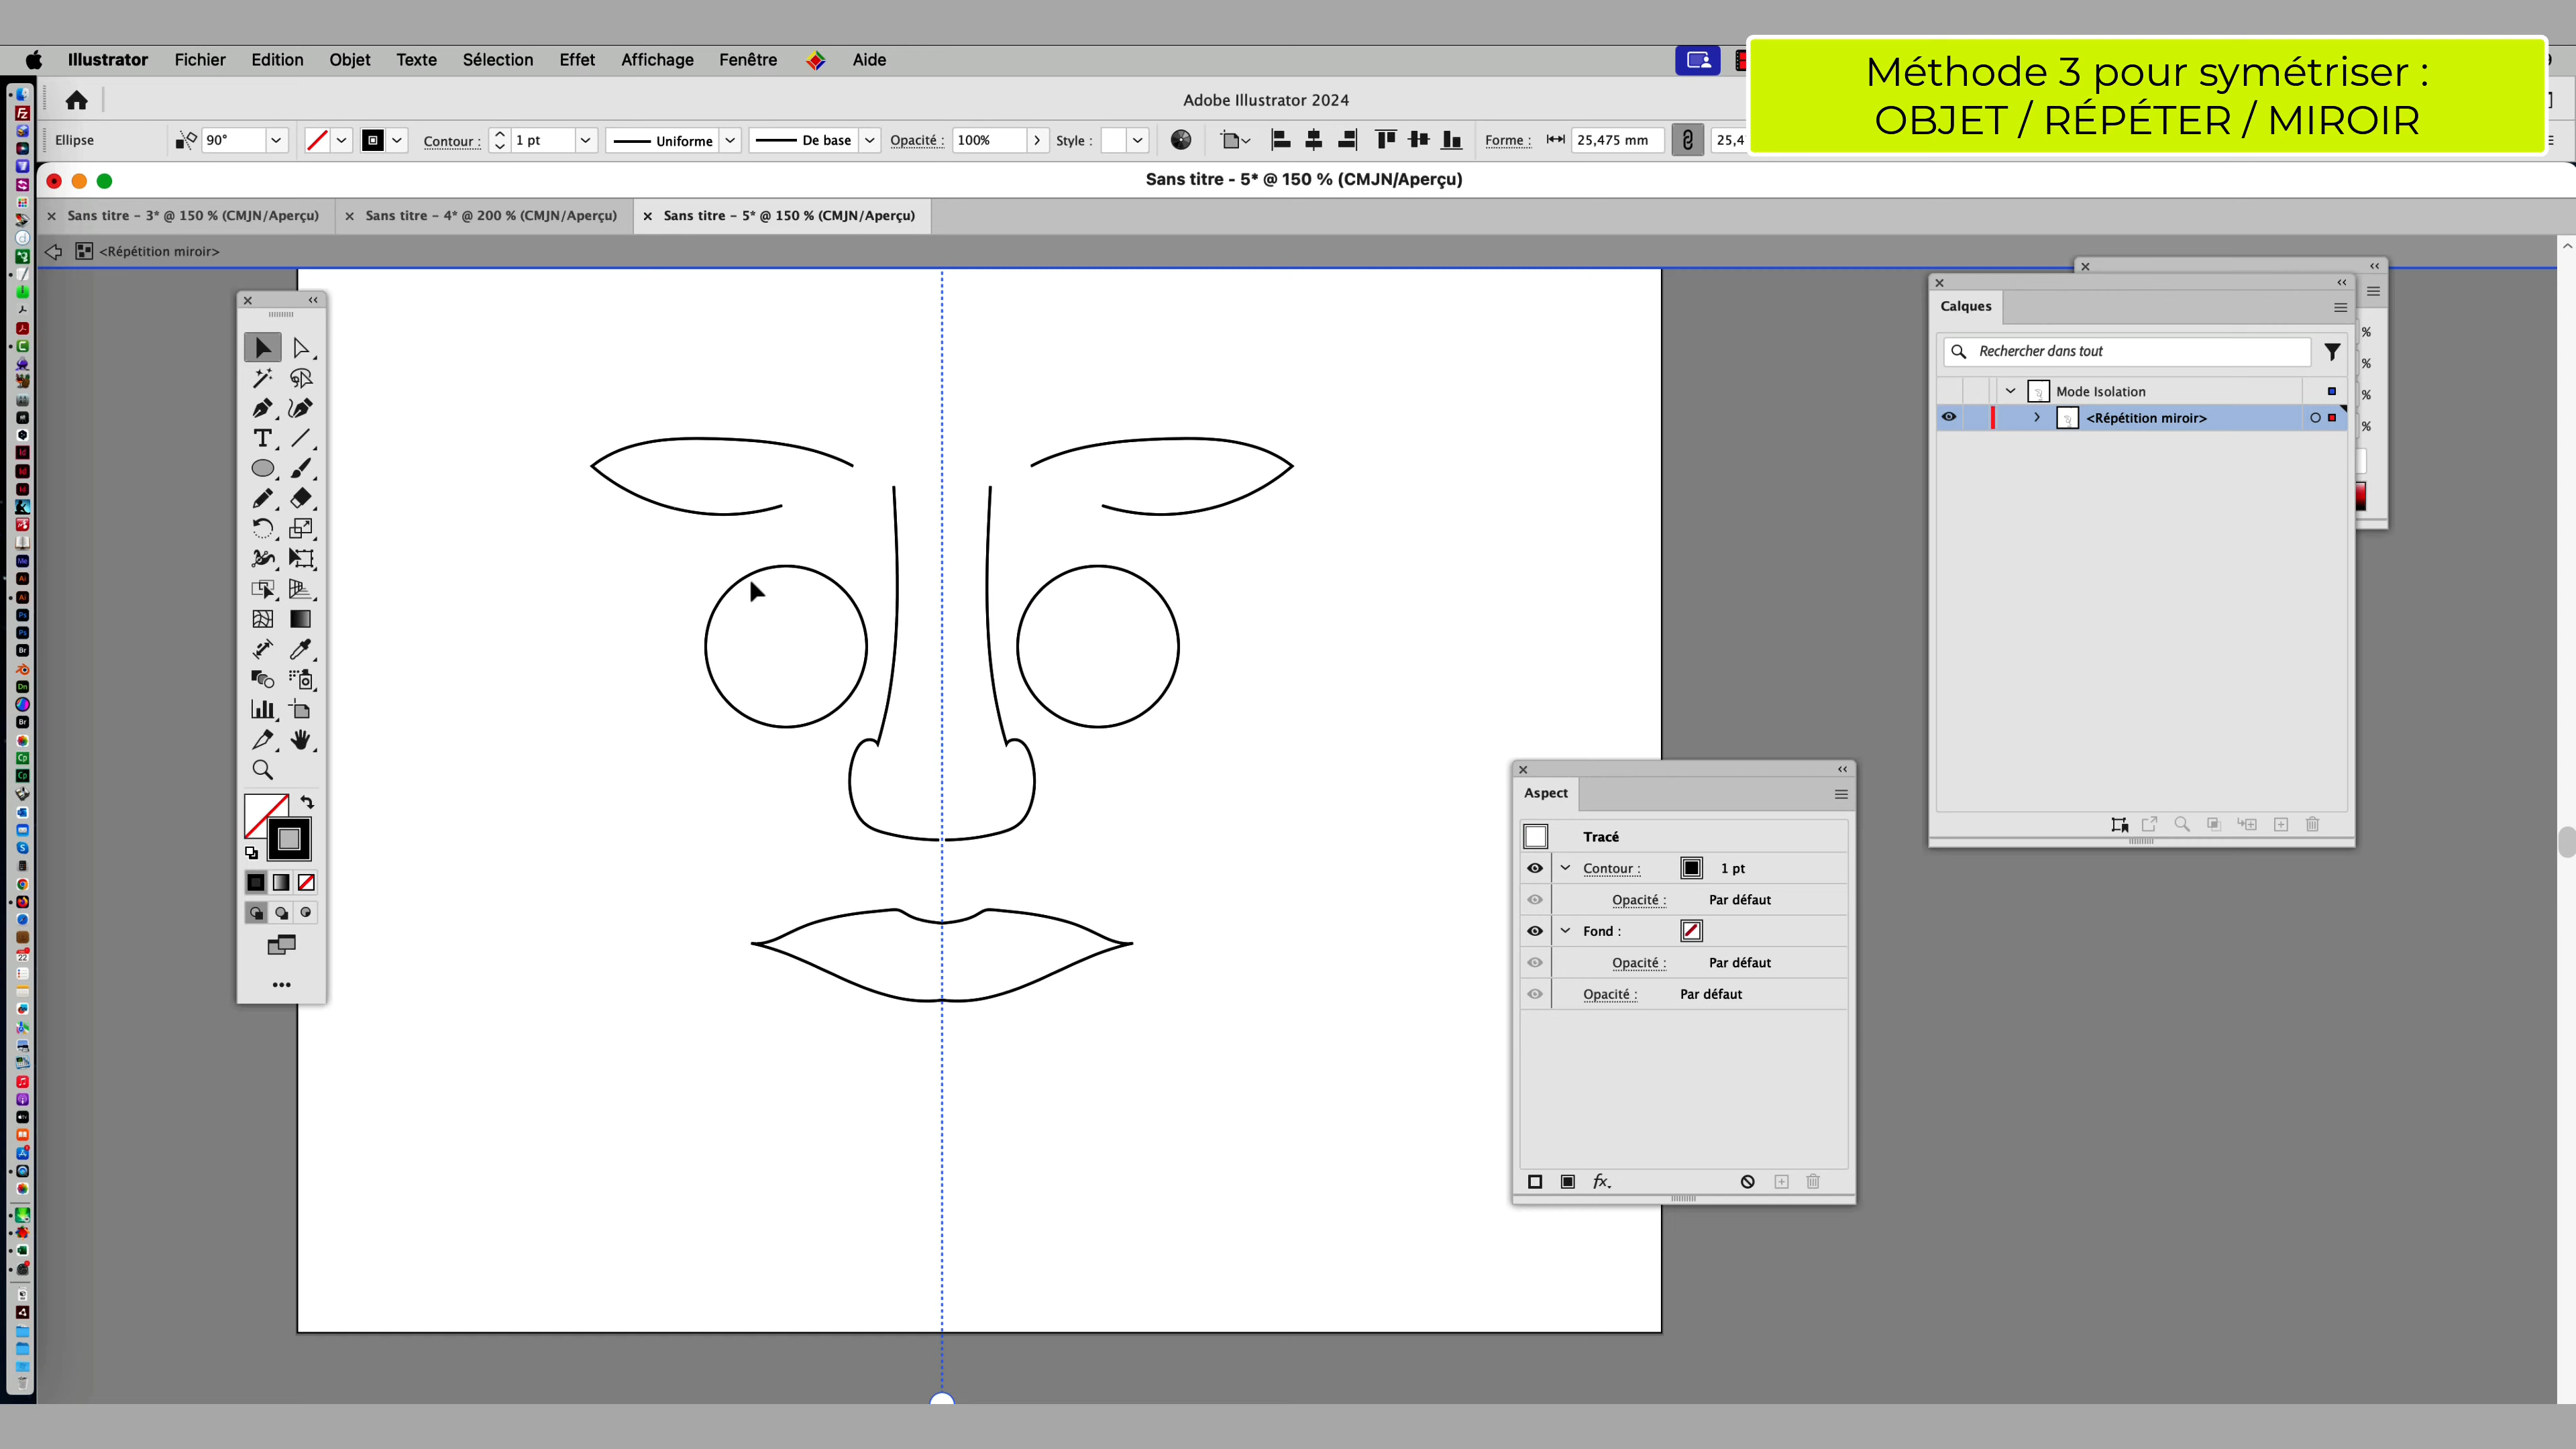 Illustrator Fichier Edition Objet Texte Sélection Effet Affichage Fenêtre Aide
Méthode 3 pour symétriser :
OBJET / RÉPÉTER / MIROIR
Adobe Illustrator 2024
Ellipse 90° Contour : 1 pt Uniforme De base Opacité : 100% Style : Forme : 25,475 mm 25,4
Sans titre - 5* @ 150 % (CMJN/Aperçu)
Sans titre - 3* @ 150 % (CMJN/Aperçu) Sans titre - 4* @ 200 % (CMJN/Aperçu) Sans titre - 5* @ 150 % (CMJN/Aperçu)
<Répétition miroir>
Calques
%
Rechercher dans tout
%
Mode Isolation
%
<Répétition miroir>
%
Aspect
Tracé
Contour : 1 pt
Opacité : Par défaut
Fond :
Opacité : Par défaut
Opacité : Par défaut
fx.